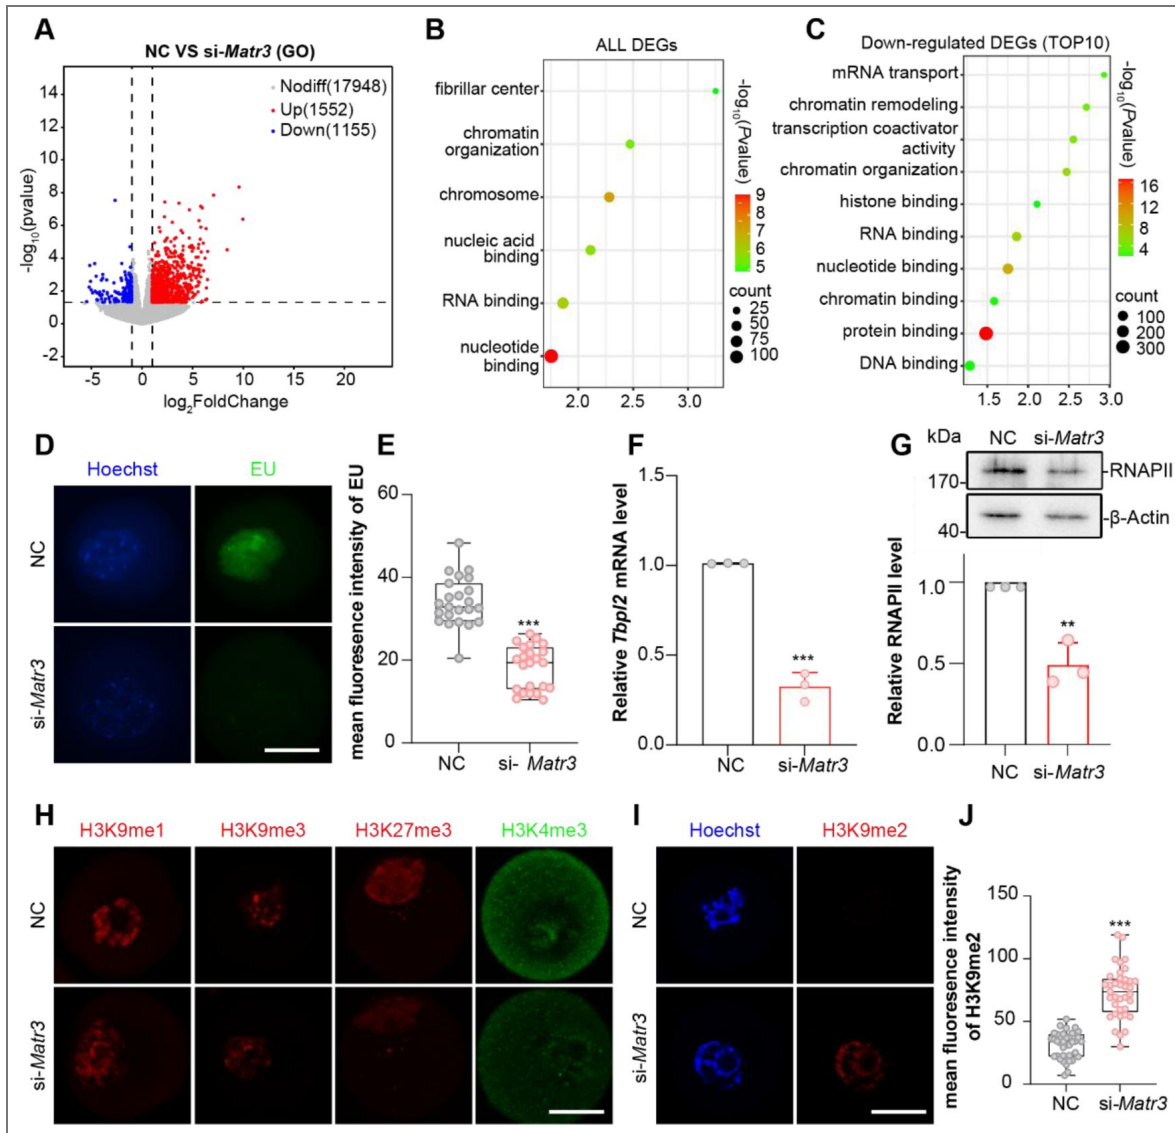 A
NC VS si-Matr3 (GO)
Nodiff(17948)
Up(1552)
Down(1155)
14
12
10
8
6
4
2
0
-2
-log10(pvalue)
-5
0
5
10
15
20
log2FoldChange
B
ALL DEGs
fibrillar center
chromatin
organization
chromosome
nucleic acid
binding
RNA binding
nucleotide
binding
2.0
2.5
3.0
-log10(Pvalue)
9
8
7
6
5
count
25
50
75
100
C
Down-regulated DEGs (TOP10)
mRNA transport
chromatin remodeling
transcription coactivator
activity
chromatin organization
histone binding
RNA binding
nucleotide binding
chromatin binding
protein binding
DNA binding
1.5
2.0
2.5
3.0
-log10(Pvalue)
16
12
8
4
count
100
200
300
D
Hoechst
EU
NC
si-Matr3
E
mean fluoresence intensity of EU
60
40
20
0
***
NC
si- Matr3
F
Relative Tbpl2 mRNA level
1.5
1.0
0.5
0.0
***
NC
si-Matr3
G
kDa
NC
si-Matr3
170-
-RNAPII
40-
-β-Actin
Relative RNAPII level
1.0
0.5
0.0
**
NC
si-Matr3
H
H3K9me1
H3K9me3
H3K27me3
H3K4me3
NC
si-Matr3
I
Hoechst
H3K9me2
NC
si-Matr3
J
mean fluoresence intensity
of H3K9me2
150
100
50
0
***
NC
si-Matr3